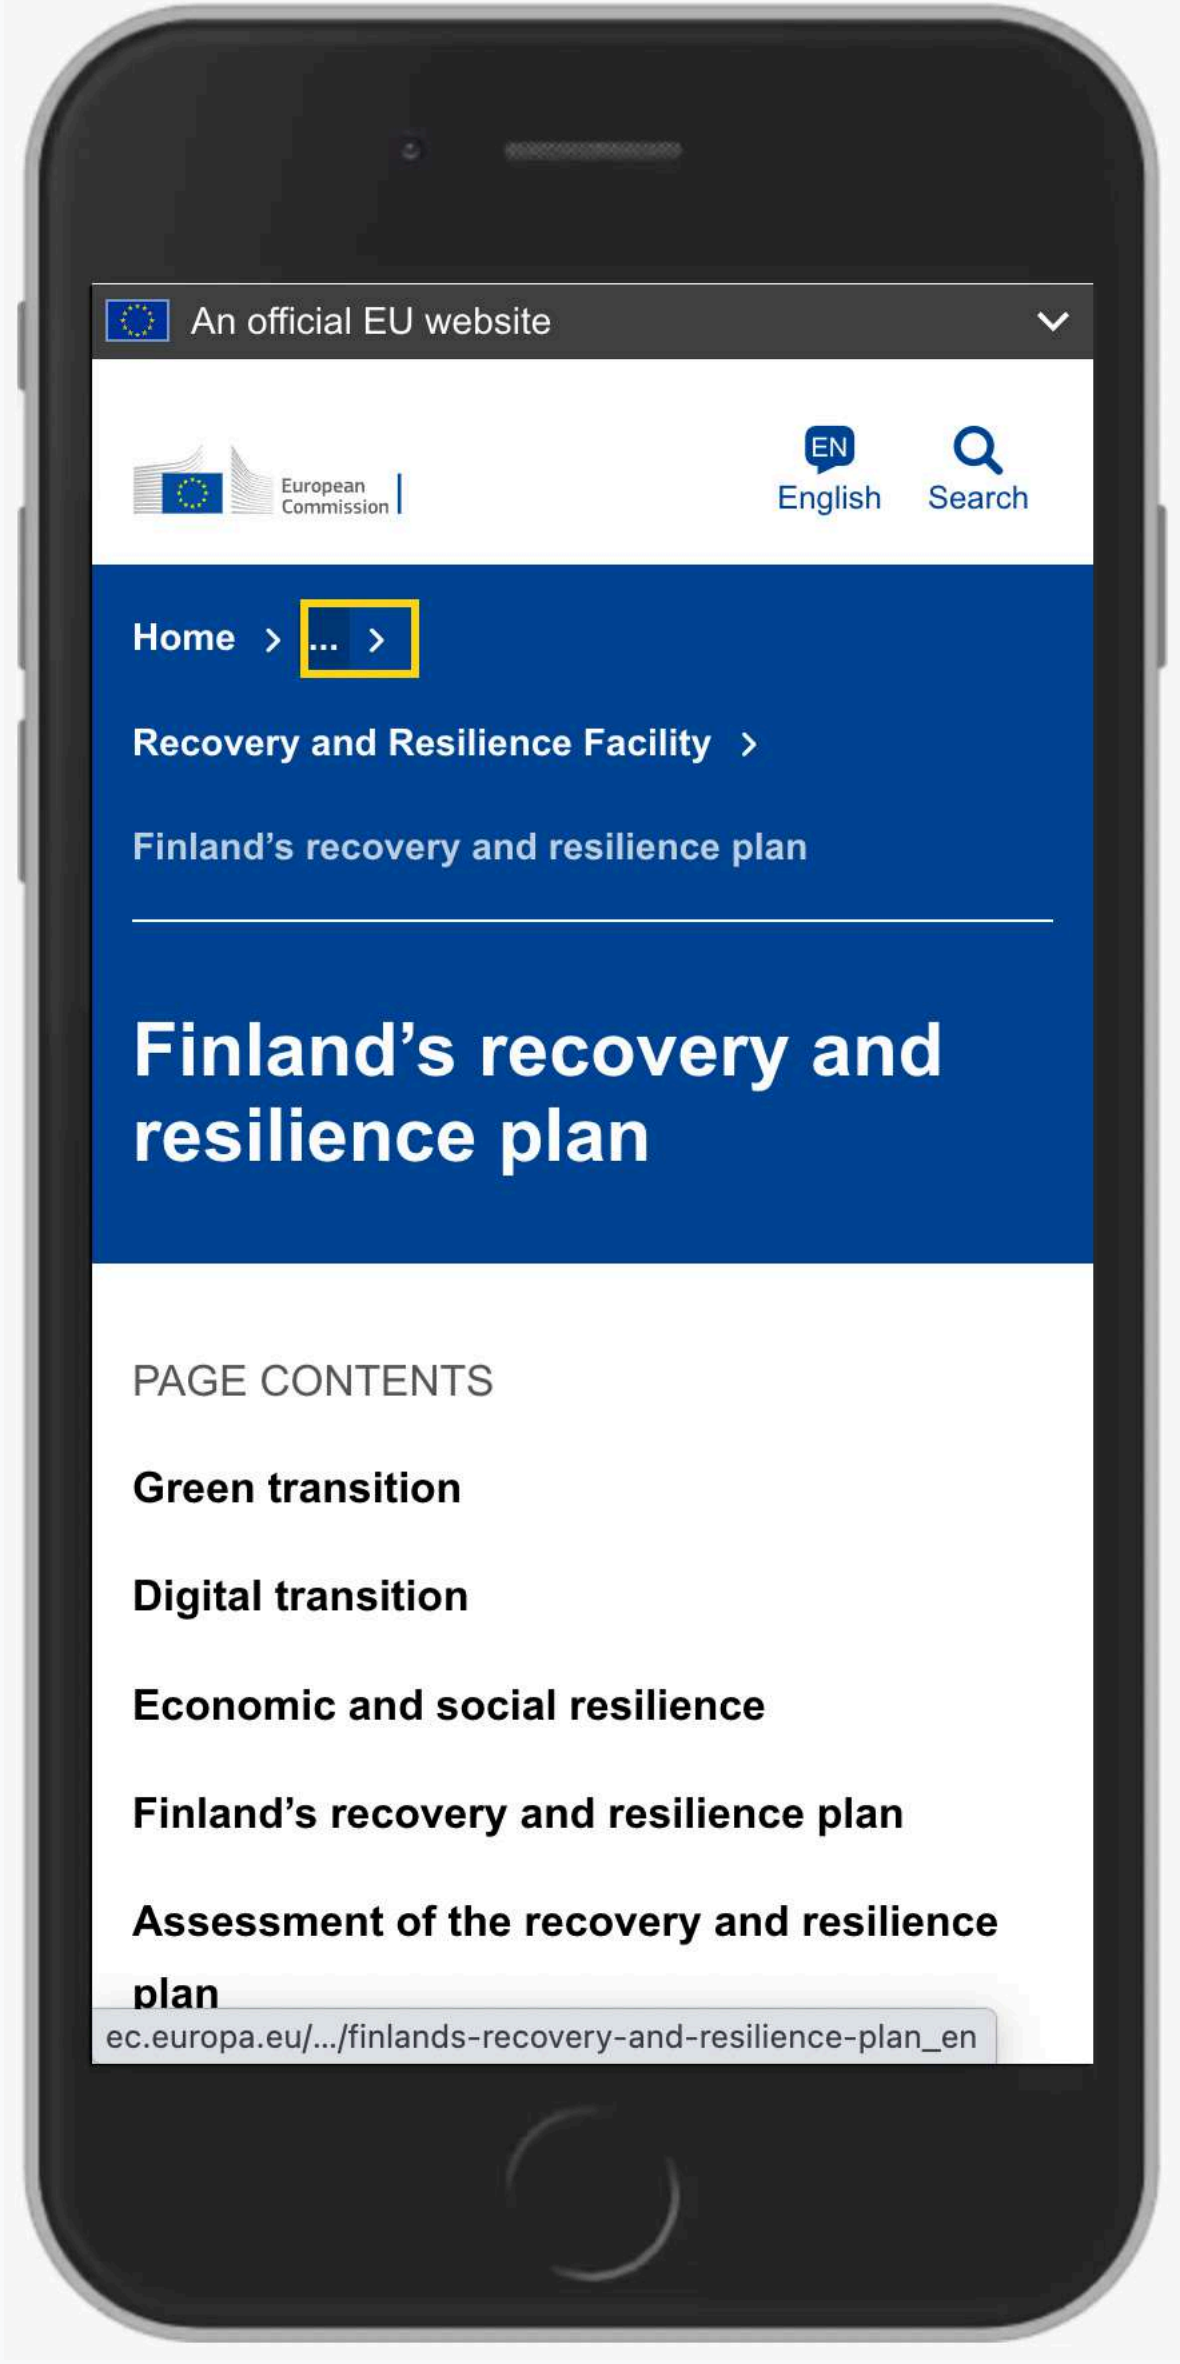 An official EU website
European
Commission
EN
English
Search
Home > ... >
Recovery and Resilience Facility >
Finland’s recovery and resilience plan
Finland’s recovery and
resilience plan
PAGE CONTENTS
Green transition
Digital transition
Economic and social resilience
Finland’s recovery and resilience plan
Assessment of the recovery and resilience
plan
ec.europa.eu/.../finlands-recovery-and-resilience-plan_en